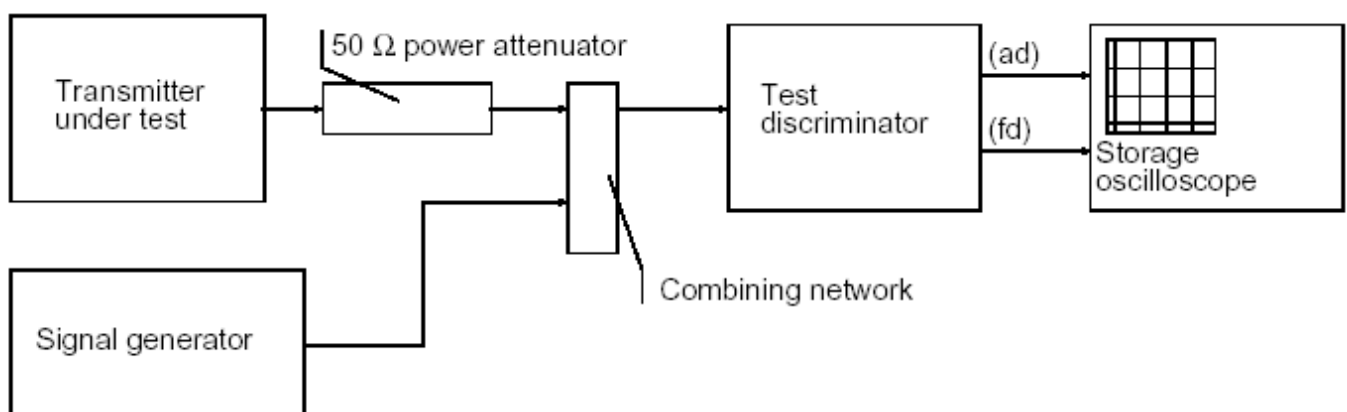 50 Ω power attenuator
Transmitter
under test
Test
discriminator
(ad)
(fd)
Storage
oscilloscope
Combining network
Signal generator